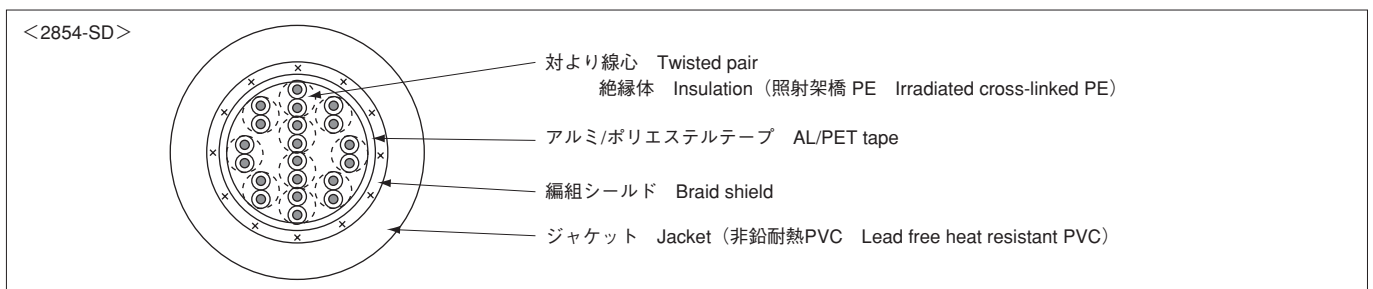 ＜2854-SD＞
対より線心　Twisted pair
絶縁体　Insulation（照射架橋 PE　Irradiated cross-linked PE）
アルミ/ポリエステルテープ　AL/PET tape
編組シールド　Braid shield
ジャケット　Jacket（非鉛耐熱PVC　Lead free heat resistant PVC）